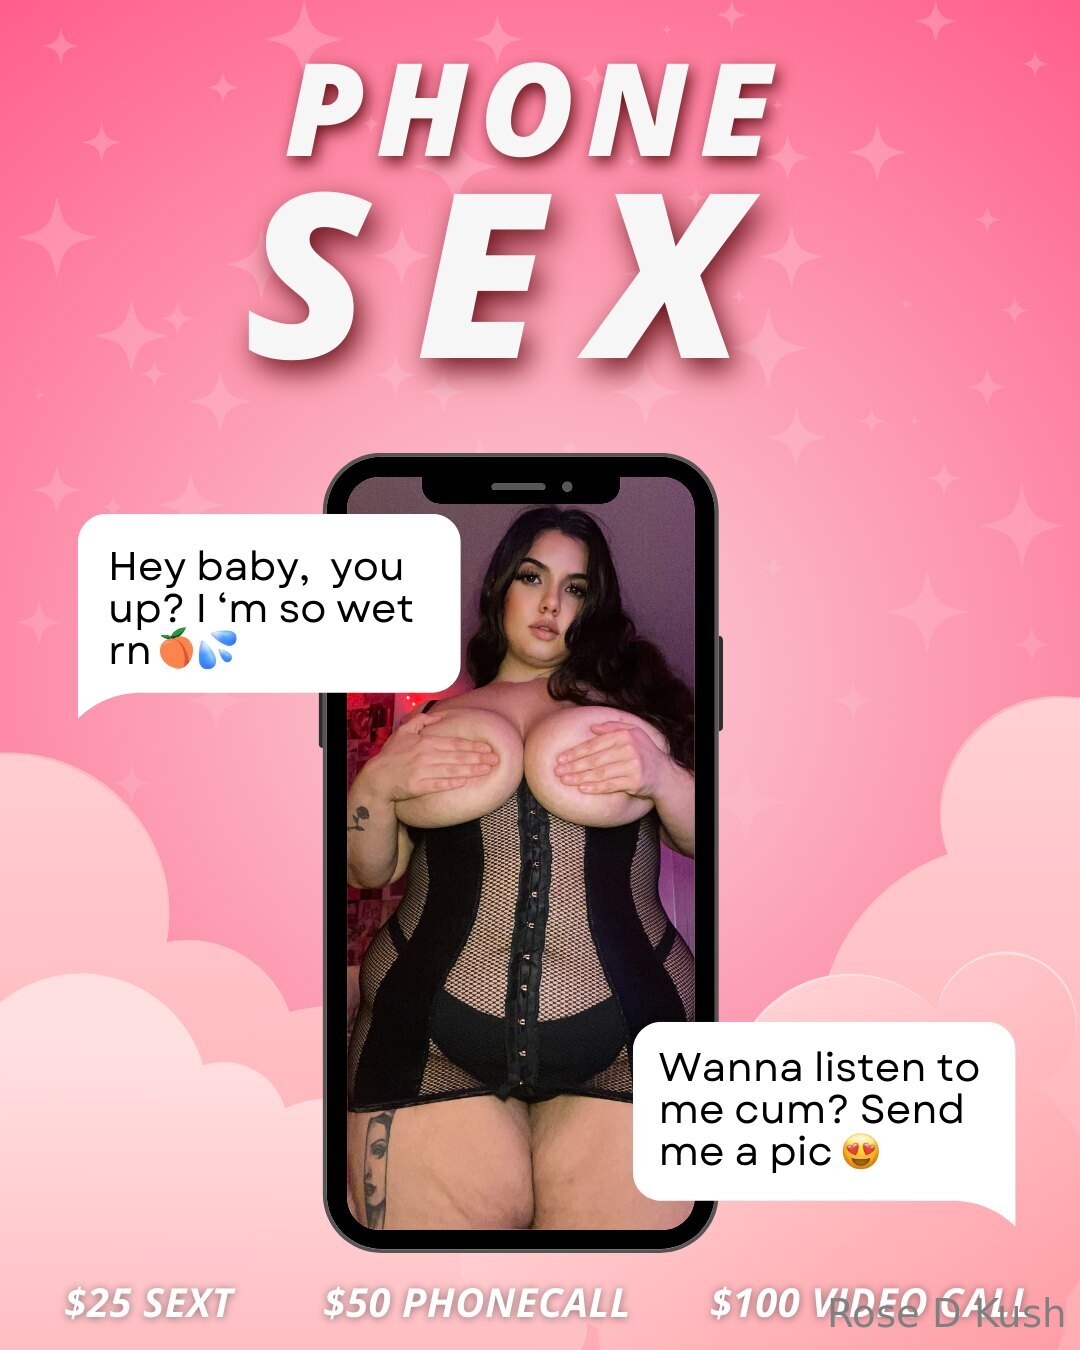 PHONE
SEX
Hey baby,  you
up? I ‘m so wet
rn🍑💦
Wanna listen to
me cum? Send
me a pic 😍
$25 SEXT $50 PHONECALL $100 VIDEO CALL
Rose D Kush